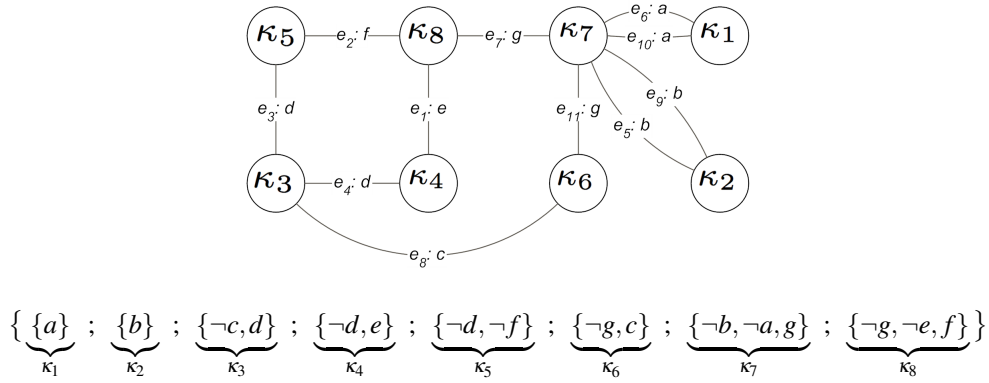 κ5 e2: f κ8 e7: g κ7 e6: a κ1
e10: a
e9: b
e3: d e1: e e11: g e5: b
κ3 e4: d κ4 κ6 κ2
e8: c
{ {a} ; {b} ; {¬c, d} ; {¬d, e} ; {¬d, ¬f} ; {¬g, c} ; {¬b, ¬a, g} ; {¬g, ¬e, f} }
κ1 κ2 κ3 κ4 κ5 κ6 κ7 κ8